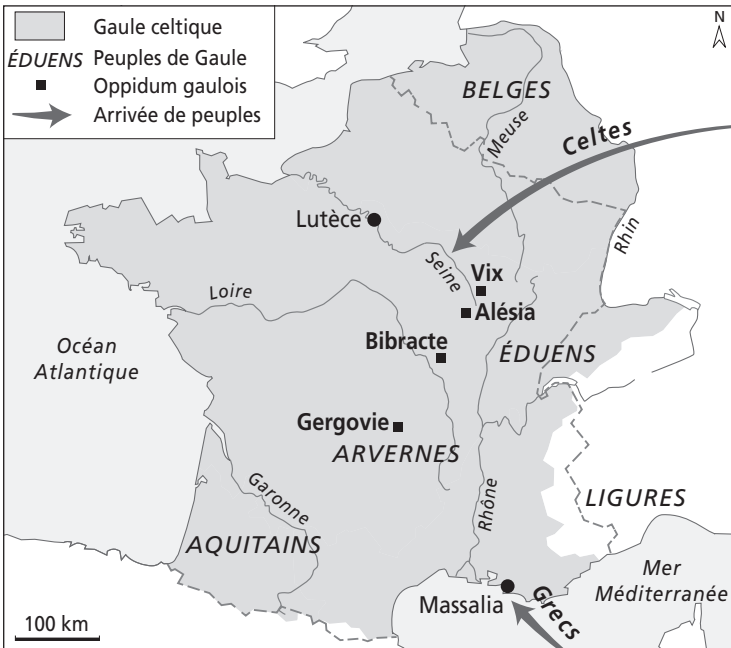 Gaule celtique
ÉDUENS Peuples de Gaule
Oppidum gaulois
Arrivée de peuples
N
BELGES
Meuse
Celtes
Lutèce
Rhin
Seine
Vix
Loire
Alésia
Bibracte
Océan
Atlantique
ÉDUENS
Gergovie
ARVERNES
Garonne
Rhône
LIGURES
AQUITAINS
Mer
Méditerranée
Massalia
Grecs
100 km